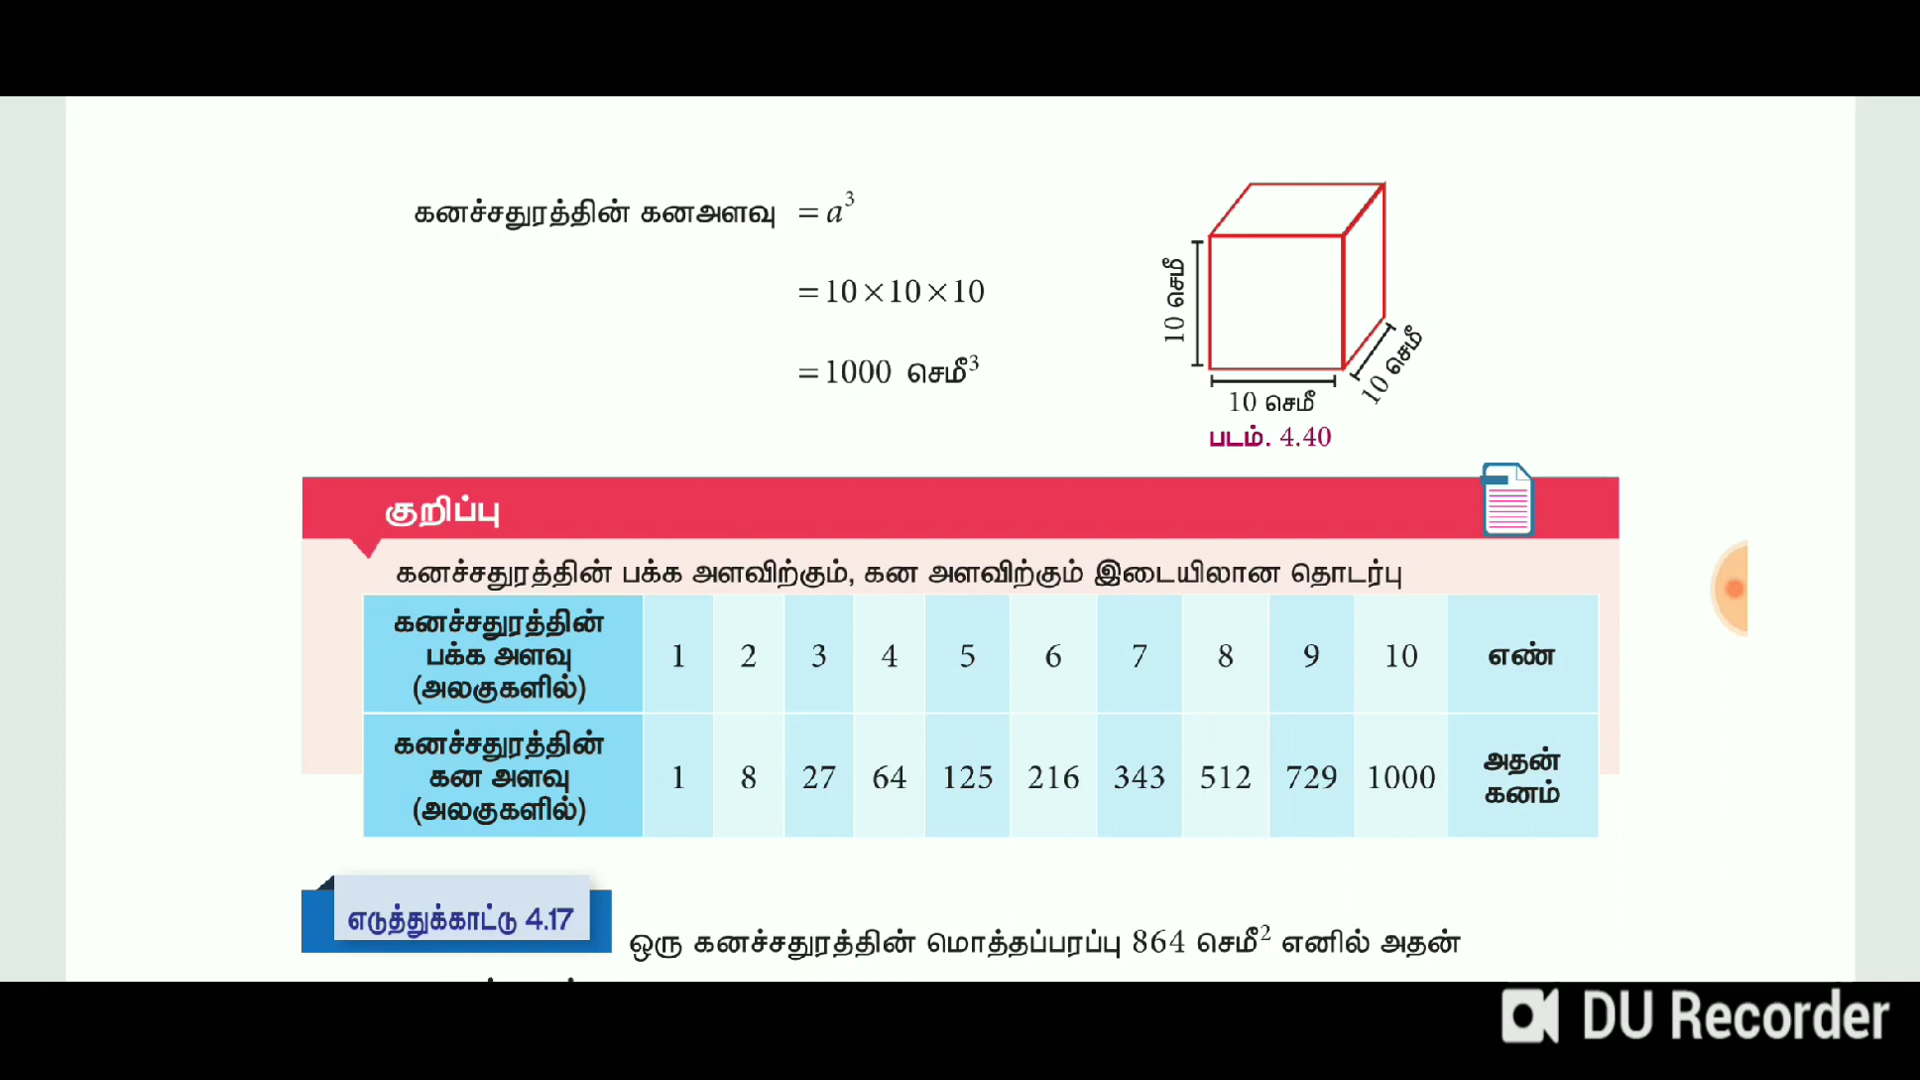 கனச்சதுரத்தின் கனஅளவு = a³
= 10 × 10 × 10
= 1000 செமீ³
10 செமீ
10 செமீ
10 செமீ
படம். 4.40
குறிப்பு
கனச்சதுரத்தின் பக்க அளவிற்கும், கன அளவிற்கும் இடையிலான தொடர்பு
கனச்சதுரத்தின் பக்க அளவு (அலகுகளில்) 1 2 3 4 5 6 7 8 9 10 எண்
கனச்சதுரத்தின் கன அளவு (அலகுகளில்) 1 8 27 64 125 216 343 512 729 1000 அதன் கனம்
எடுத்துக்காட்டு 4.17
ஒரு கனச்சதுரத்தின் மொத்தப்பரப்பு 864 செமீ² எனில் அதன்
DU Recorder